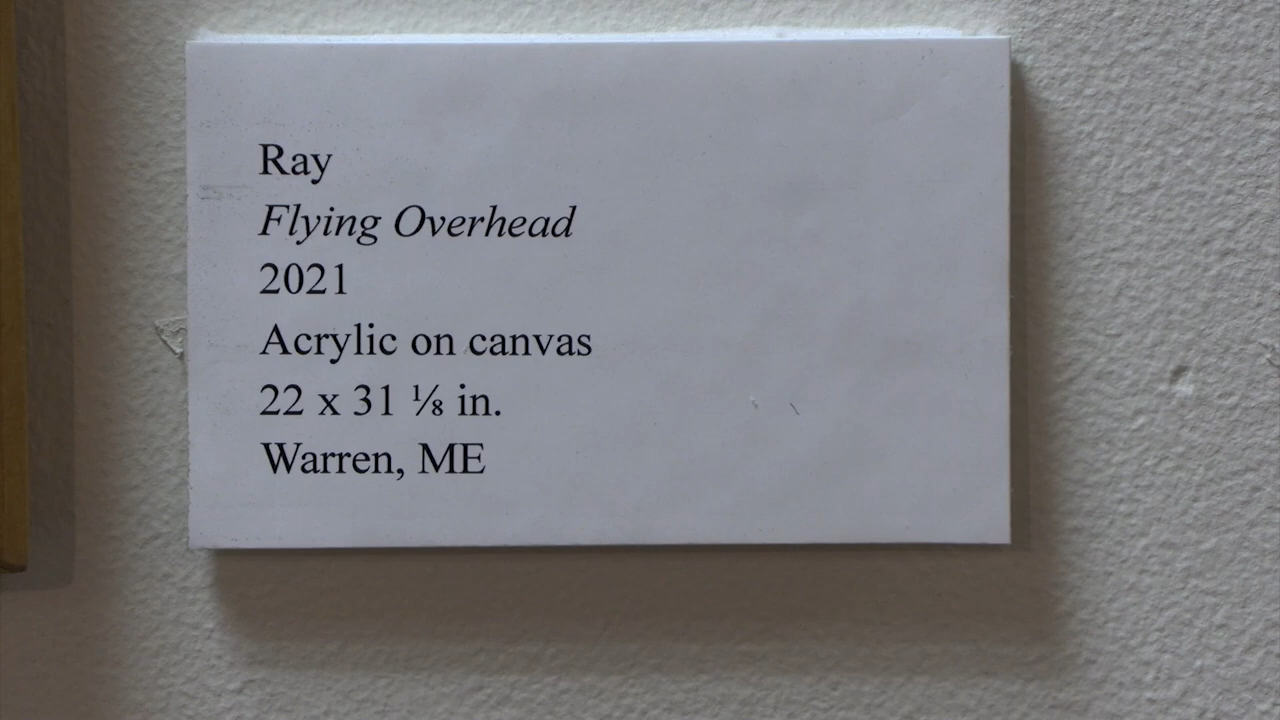 Ray
Flying Overhead
2021
Acrylic on canvas
22 x 31 ⅛ in.
Warren, ME